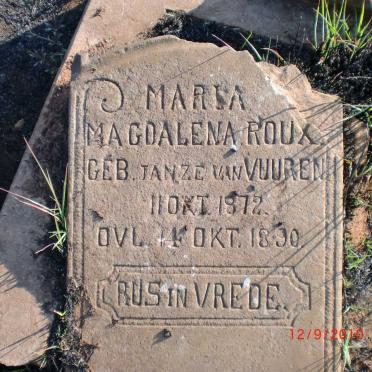 MARIA
MAGDALENA ROUX.
GEB. JANZE VAN VUUREN
11 OKT. 1872.
OVL. 14 OKT. 1890
RUS IN VREDE.
12/9/2010